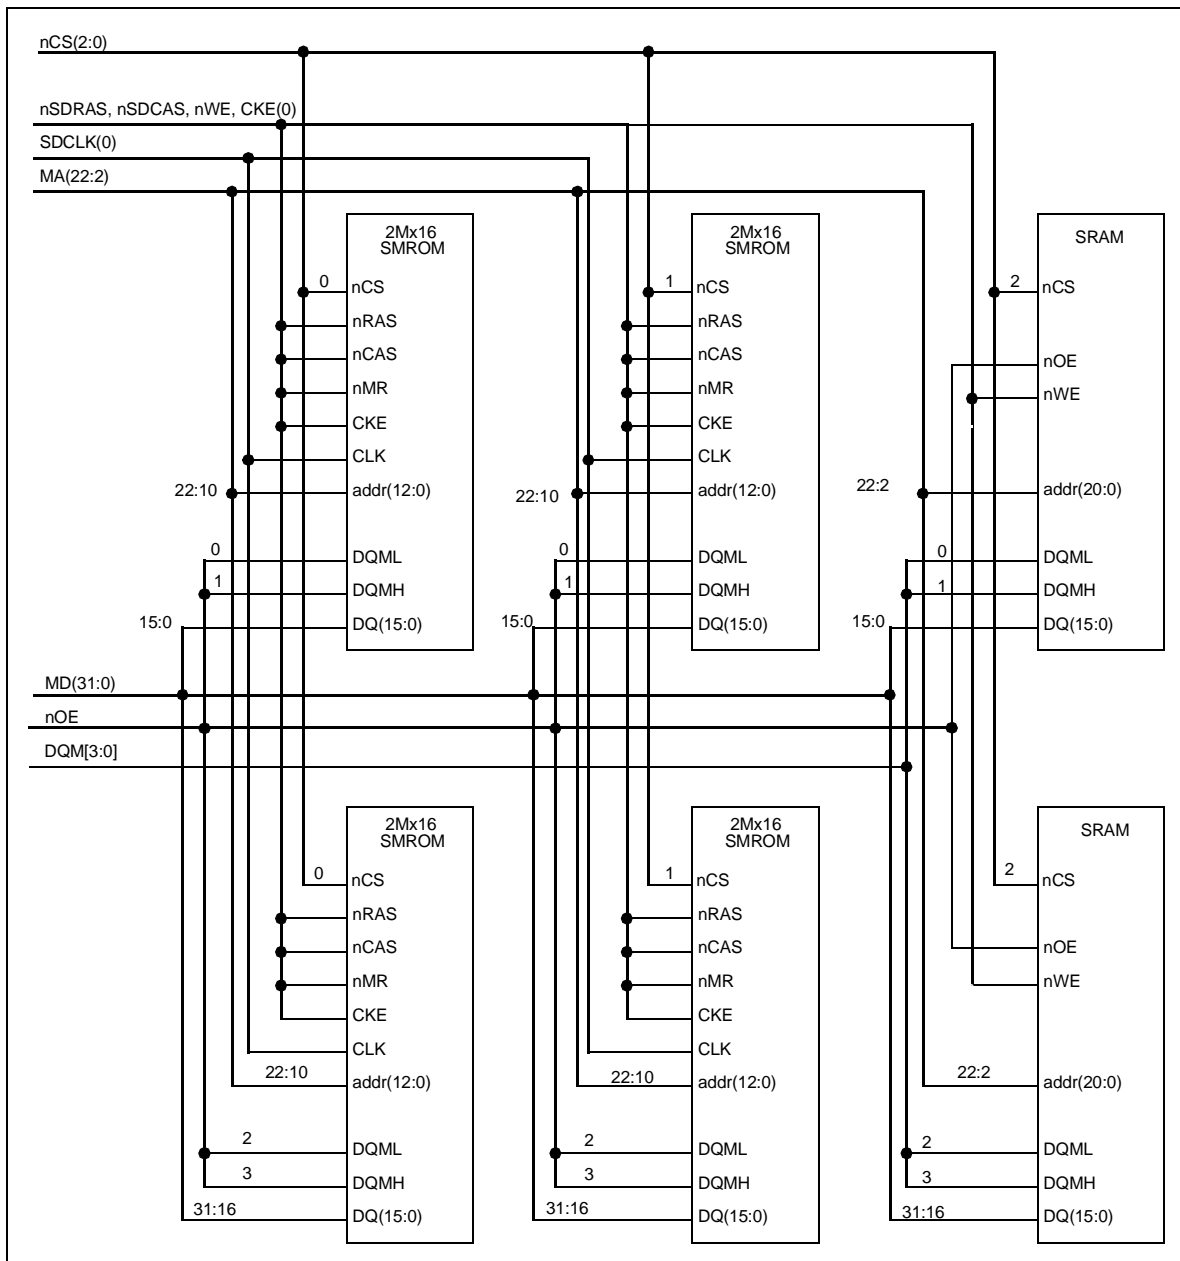 nCS(2:0)
nSDRAS, nSDCAS, nWE, CKE(0)
SDCLK(0)
MA(22:2)
2Mx16
SMROM
0
nCS
nRAS
nCAS
nMR
CKE
CLK
22:10
addr(12:0)
0
DQML
1
DQMH
15:0
DQ(15:0)
2Mx16
SMROM
1
nCS
nRAS
nCAS
nMR
CKE
CLK
22:10
addr(12:0)
0
DQML
1
DQMH
15:0
DQ(15:0)
SRAM
2
nCS
nOE
nWE
22:2
addr(20:0)
0
DQML
1
DQMH
15:0
DQ(15:0)
MD(31:0)
nOE
DQM[3:0]
2Mx16
SMROM
0
nCS
nRAS
nCAS
nMR
CKE
CLK
22:10
addr(12:0)
2
DQML
3
DQMH
31:16
DQ(15:0)
2Mx16
SMROM
1
nCS
nRAS
nCAS
nMR
CKE
CLK
22:10
addr(12:0)
2
DQML
3
DQMH
31:16
DQ(15:0)
SRAM
2
nCS
nOE
nWE
22:2
addr(20:0)
2
DQML
3
DQMH
31:16
DQ(15:0)